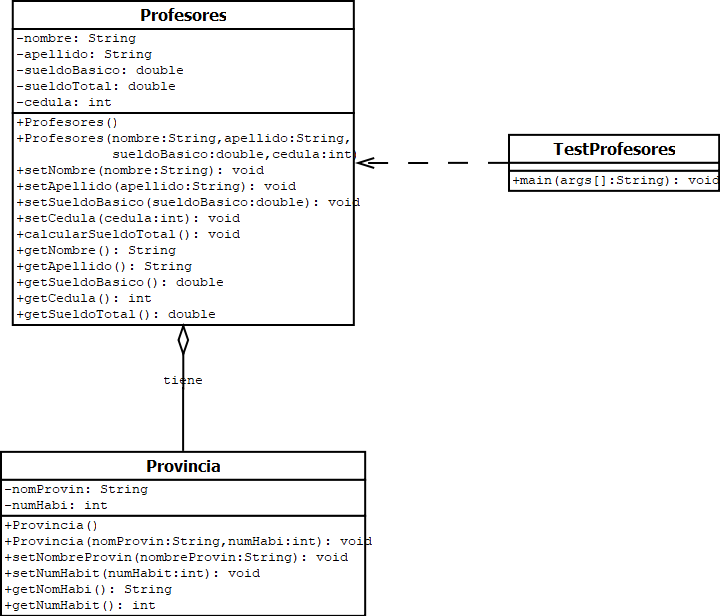 Profesores
-nombre: String
-apellido: String
-sueldoBasico: double
-sueldoTotal: double
-cedula: int
+Profesores()
+Profesores(nombre:String,apellido:String,
sueldoBasico:double,cedula:int)
+setNombre(nombre:String): void
+setApellido(apellido:String): void
+setSueldoBasico(sueldoBasico:double): void
+setCedula(cedula:int): void
+calcularSueldoTotal(): void
+getNombre(): String
+getApellido(): String
+getSueldoBasico(): double
+getCedula(): int
+getSueldoTotal(): double
TestProfesores
+main(args[]:String): void
tiene
Provincia
-nomProvin: String
-numHabi: int
+Provincia()
+Provincia(nomProvin:String,numHabi:int): void
+setNombreProvin(nombreProvin:String): void
+setNumHabit(numHabit:int): void
+getNomHabi(): String
+getNumHabit(): int